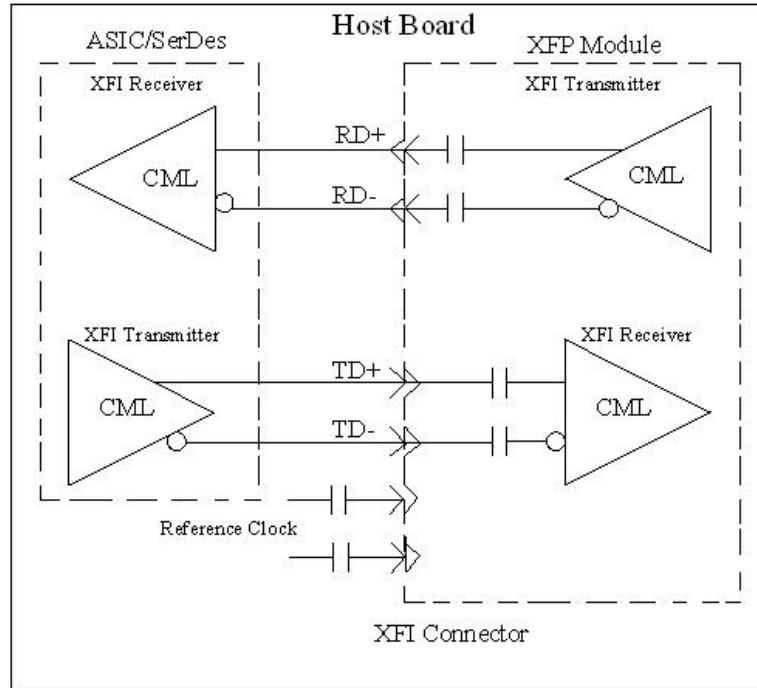 Host Board
ASIC/SerDes
XFP Module
XFI Receiver
XFI Transmitter
RD+
CML
CML
RD-
XFI Transmitter
XFI Receiver
TD+
CML
CML
TD-
Reference Clock
XFI Connector